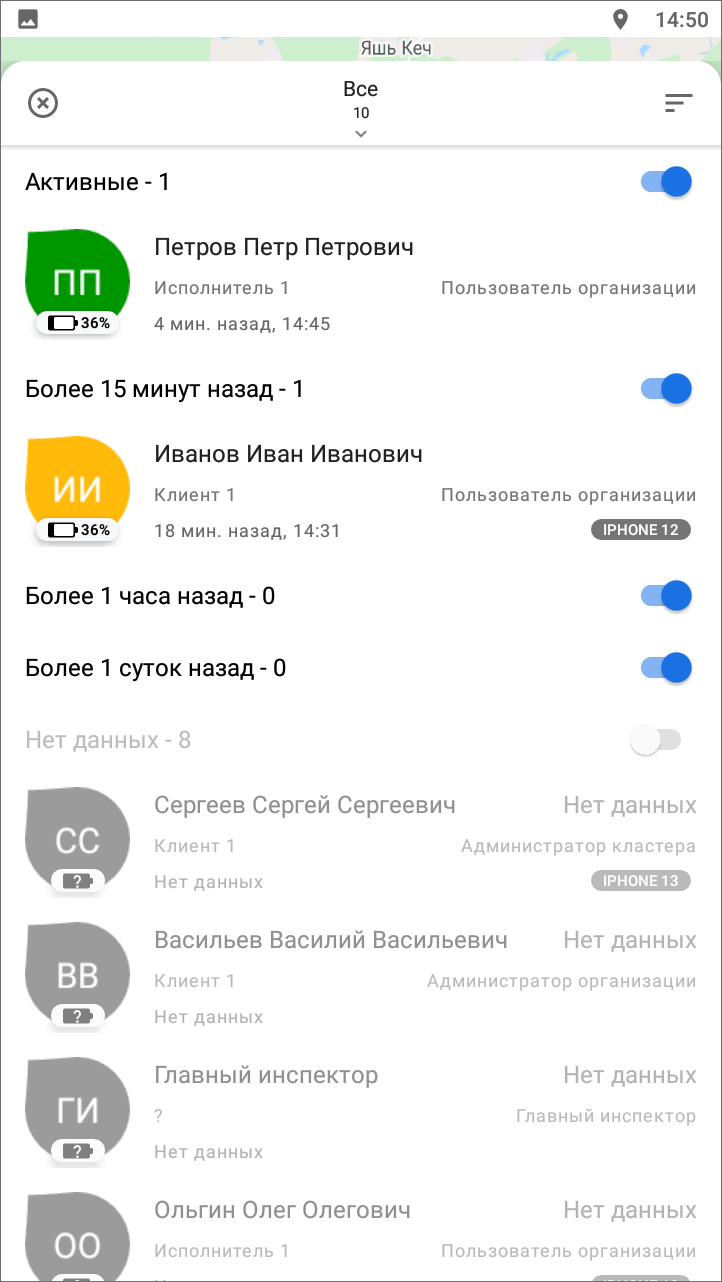 14:50
Яшь Кеч
Все
10
Активные - 1
ПП
36%
Петров Петр Петрович
Исполнитель 1 Пользователь организации
4 мин. назад, 14:45
Более 15 минут назад - 1
ИИ
36%
Иванов Иван Иванович
Клиент 1 Пользователь организации
18 мин. назад, 14:31 IPHONE 12
Более 1 часа назад - 0
Более 1 суток назад - 0
Нет данных - 8
СС
?
Сергеев Сергей Сергеевич Нет данных
Клиент 1 Администратор кластера
Нет данных IPHONE 13
ВВ
?
Васильев Василий Васильевич Нет данных
Клиент 1 Администратор организации
Нет данных
ГИ
?
Главный инспектор Нет данных
? Главный инспектор
Нет данных
ОО
Ольгин Олег Олегович Нет данных
Исполнитель 1 Пользователь организации